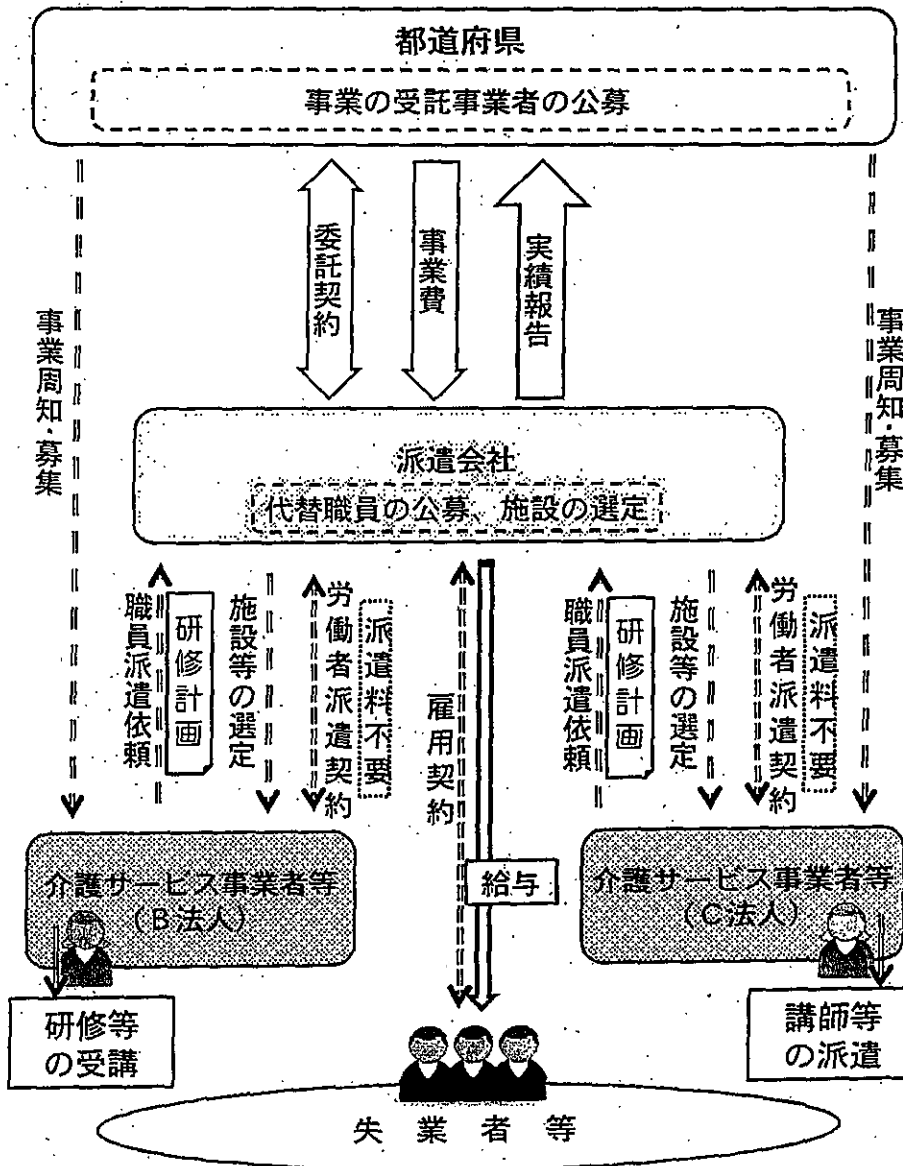 都道府県
事業の受託事業者の公募
委託契約
事業費
実績報告
事業周知・募集
事業周知・募集
派遣会社
代替職員の公募、施設の選定
職員派遣依頼
研修計画
施設等の選定
労働者派遣契約
派遣料不要
雇用契約
給与
職員派遣依頼
研修計画
施設等の選定
労働者派遣契約
派遣料不要
介護サービス事業者等
（B法人）
介護サービス事業者等
（C法人）
研修等
の受講
講師等
の派遣
失業者等